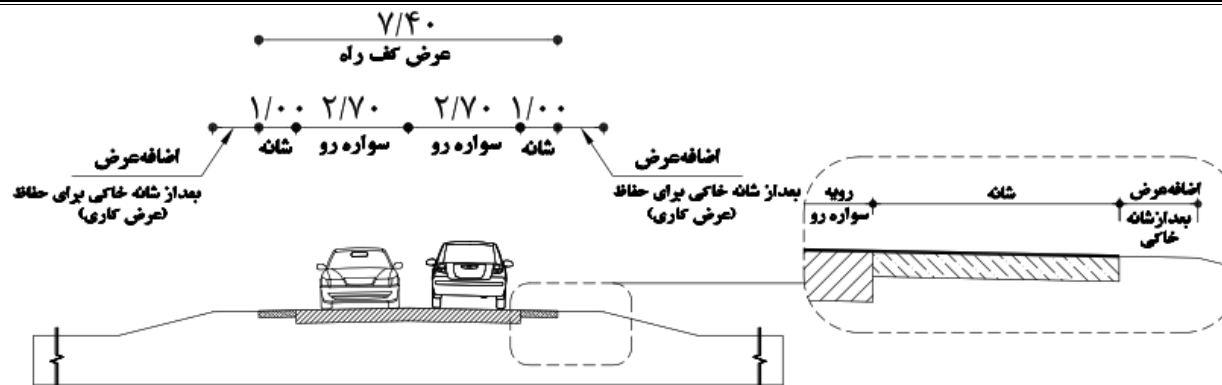 ۷/۴۰
عرض کف راه
۱/۰۰ ۲/۷۰ ۲/۷۰ ۱/۰۰
شانه سواره رو سواره رو شانه
اضافه‌عرض
بعداز شانه خاکی برای حفاظ
(عرض کاری)
اضافه‌عرض
بعداز شانه خاکی برای حفاظ
(عرض کاری)
اضافه‌عرض
بعدازشانه
خاکی
شانه
رویه
سواره رو